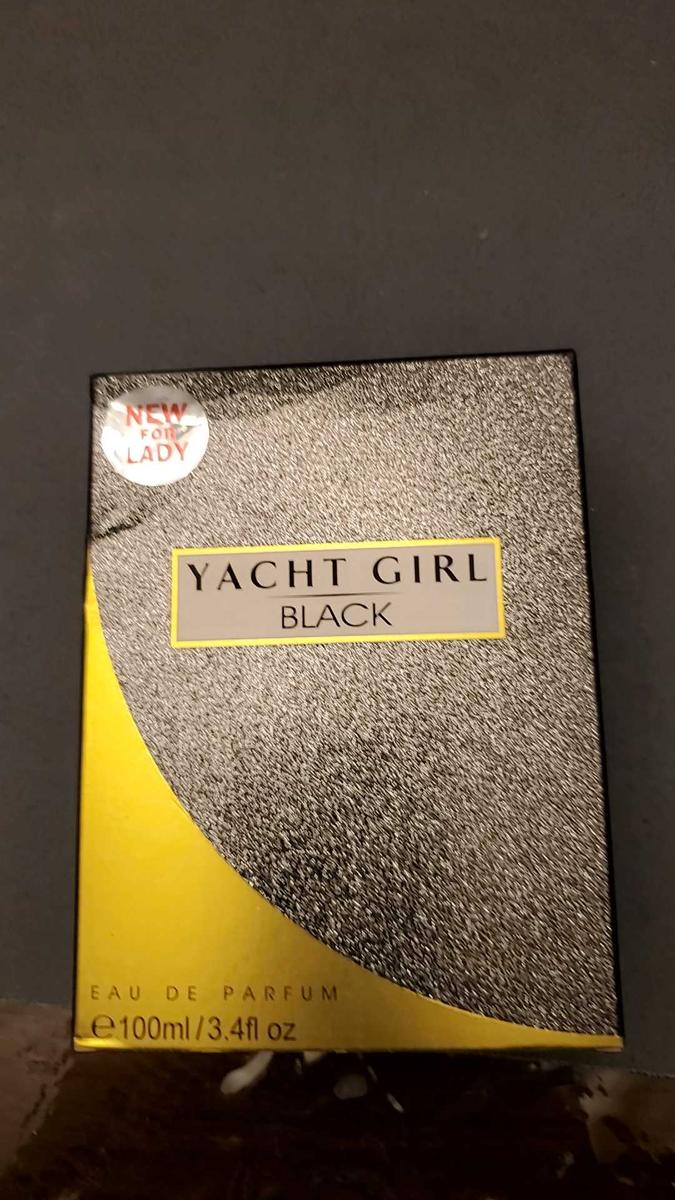 NEW
FOR
LADY
YACHT GIRL
BLACK
EAU DE PARFUM
℮100ml/3.4fl oz